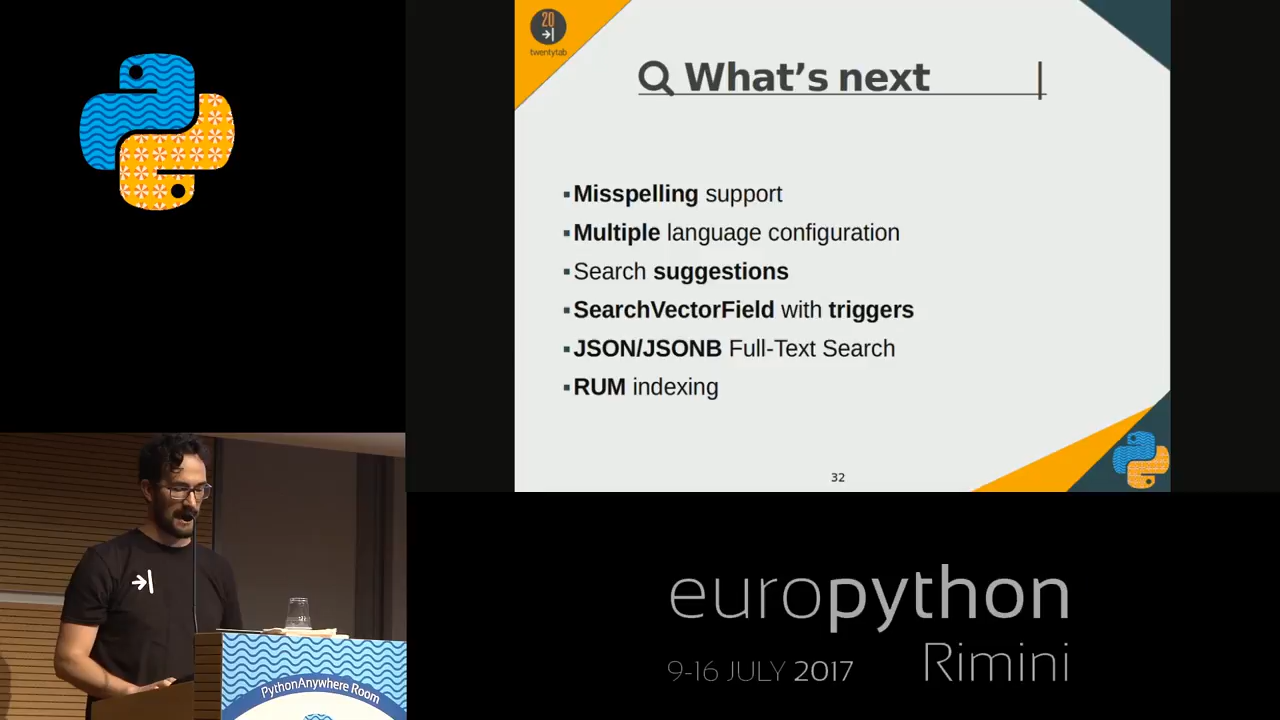 20
twentytab
What's next
Misspelling support
Multiple language configuration
Search suggestions
SearchVectorField with triggers
JSON/JSONB Full-Text Search
RUM indexing
32
PythonAnywhere Room
europython
9-16 JULY 2017 Rimini